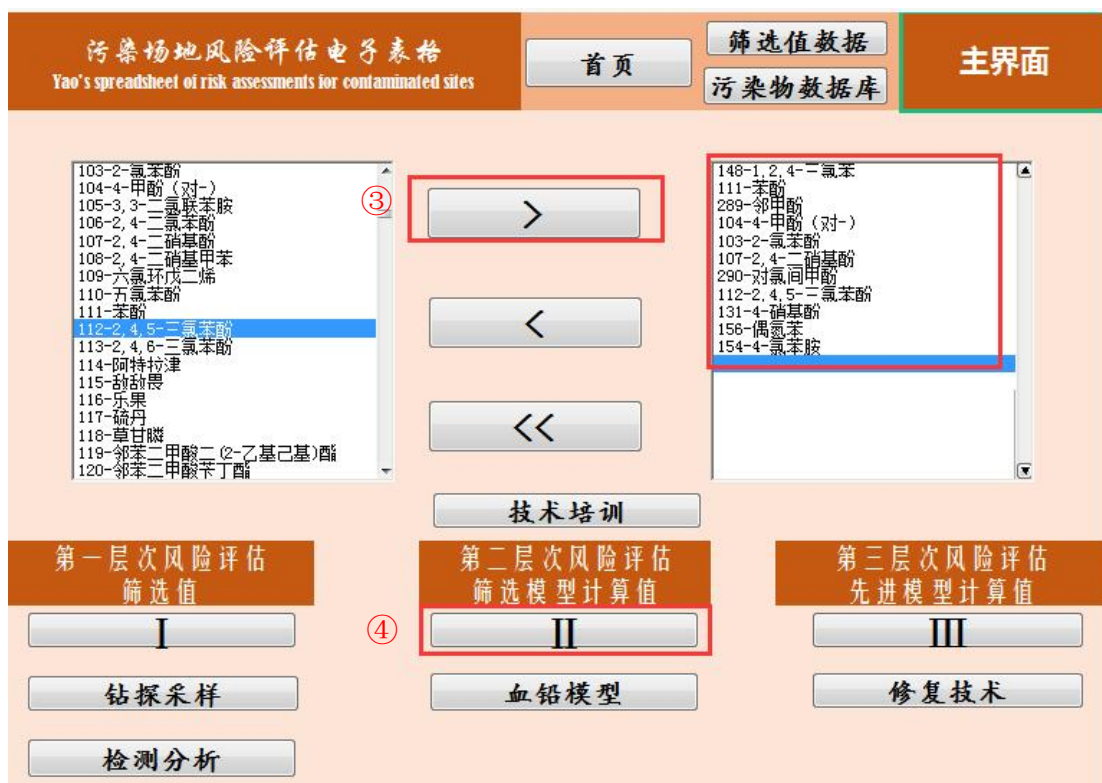 污染场地风险评估电子表格
Yao's spreadsheet of risk assessments for contaminated sites
首页
筛选值数据
污染物数据库
主界面
103-2-氯苯酚
104-4-甲酚（对-）
105-3,3-二氯联苯胺
106-2,4-二氯苯酚
107-2,4-二硝基酚
108-2,4-二硝基甲苯
109-六氯环戊二烯
110-五氯苯酚
111-苯酚
112-2,4,5-三氯苯酚
113-2,4,6-三氯苯酚
114-阿特拉津
115-敌敌畏
116-乐果
117-硫丹
118-草甘膦
119-邻苯二甲酸二(2-乙基己基)酯
120-邻苯二甲酸苄丁酯
③
>
<
<<
148-1,2,4-三氯苯
111-苯酚
289-邻甲酚
104-4-甲酚（对-）
103-2-氯苯酚
107-2,4-二硝基酚
290-对氯间甲酚
112-2,4,5-三氯苯酚
131-4-硝基酚
156-偶氮苯
154-4-氯苯胺
技术培训
第一层次风险评估
筛选值
第二层次风险评估
筛选模型计算值
第三层次风险评估
先进模型计算值
I
④
II
III
钻探采样
血铅模型
修复技术
检测分析